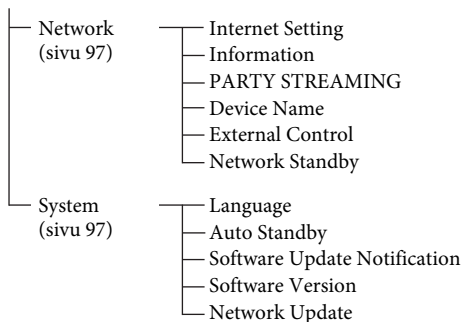 Network
(sivu 97)
Internet Setting
Information
PARTY STREAMING
Device Name
External Control
Network Standby
System
(sivu 97)
Language
Auto Standby
Software Update Notification
Software Version
Network Update